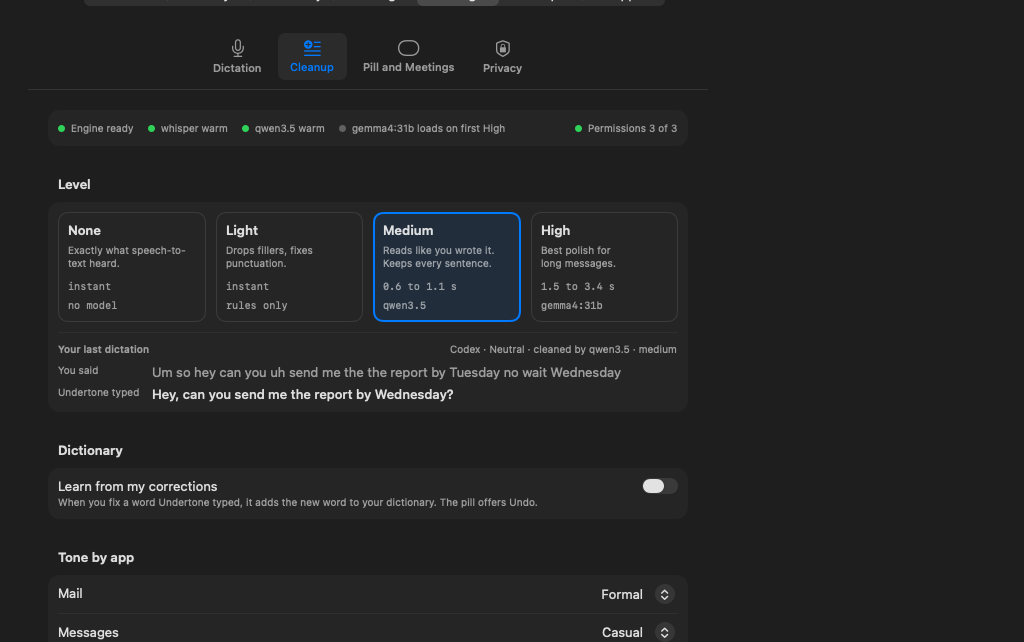 Dictation Cleanup Pill and Meetings Privacy
Engine ready whisper warm qwen3.5 warm gemma4:31b loads on first High Permissions 3 of 3
Level
None
Exactly what speech-to-
text heard.
instant
no model
Light
Drops fillers, fixes
punctuation.
instant
rules only
Medium
Reads like you wrote it.
Keeps every sentence.
0.6 to 1.1 s
qwen3.5
High
Best polish for
long messages.
1.5 to 3.4 s
gemma4:31b
Your last dictation Codex · Neutral · cleaned by qwen3.5 · medium
You said Um so hey can you uh send me the the report by Tuesday no wait Wednesday
Undertone typed Hey, can you send me the report by Wednesday?
Dictionary
Learn from my corrections
When you fix a word Undertone typed, it adds the new word to your dictionary. The pill offers Undo.
Tone by app
Mail Formal
Messages Casual